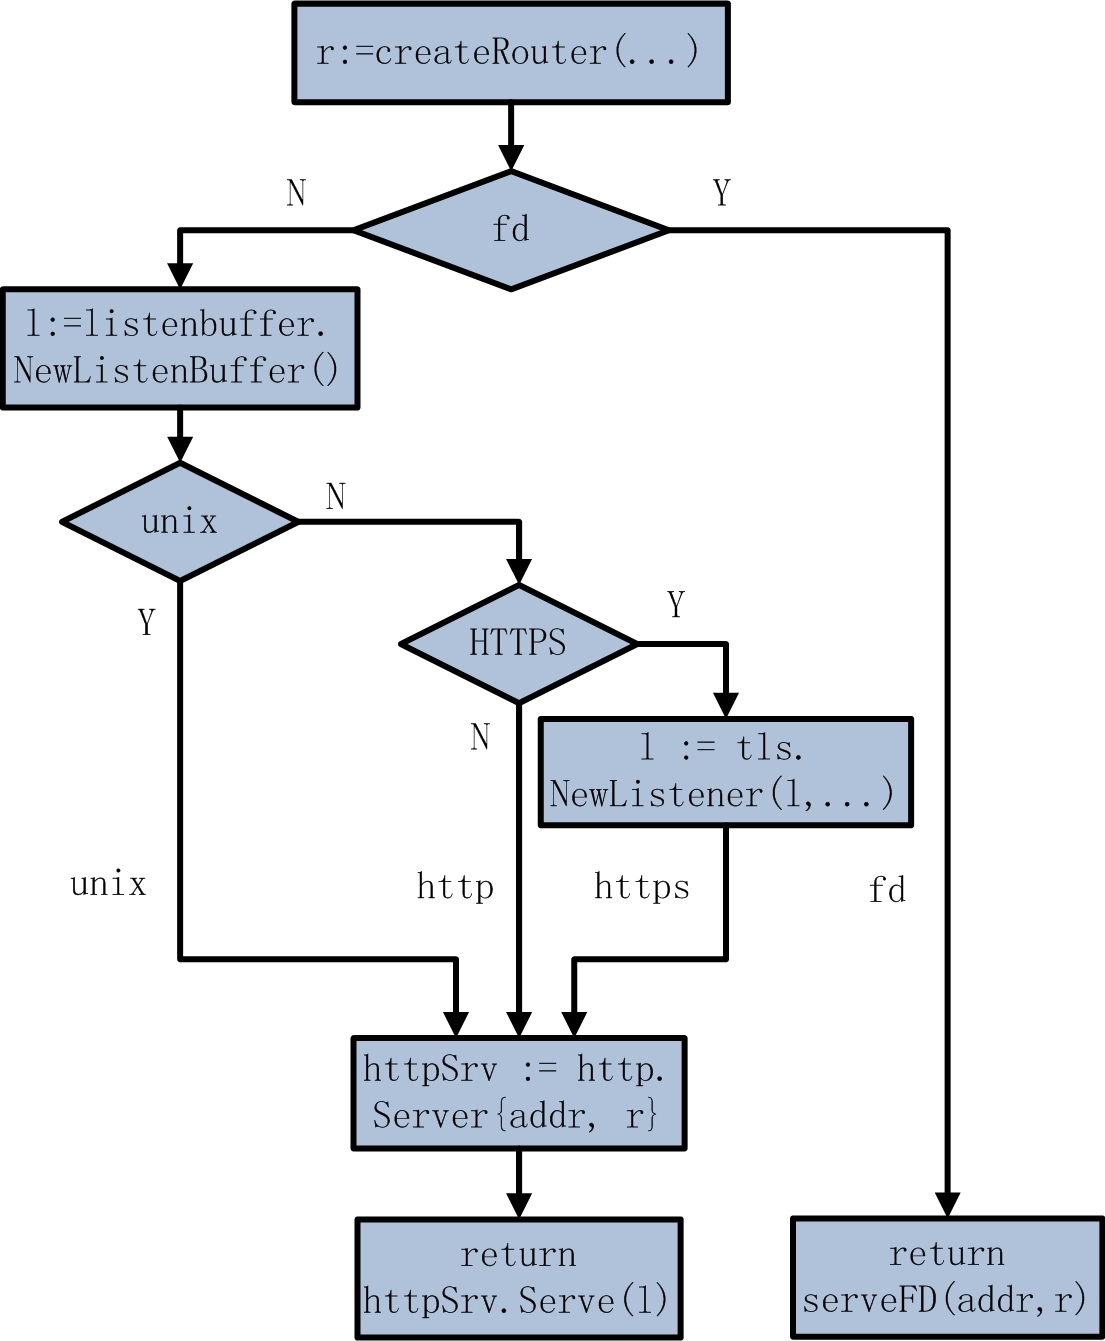 r:=createRouter(...)
N
Y
fd
l:=listenbuffer.
NewListenBuffer()
N
unix
Y
Y
HTTPS
N
l := tls.
NewListener(l,...)
unix
http
https
fd
httpSrv := http.
Server{addr, r}
return
httpSrv.Serve(l)
return
serveFD(addr,r)